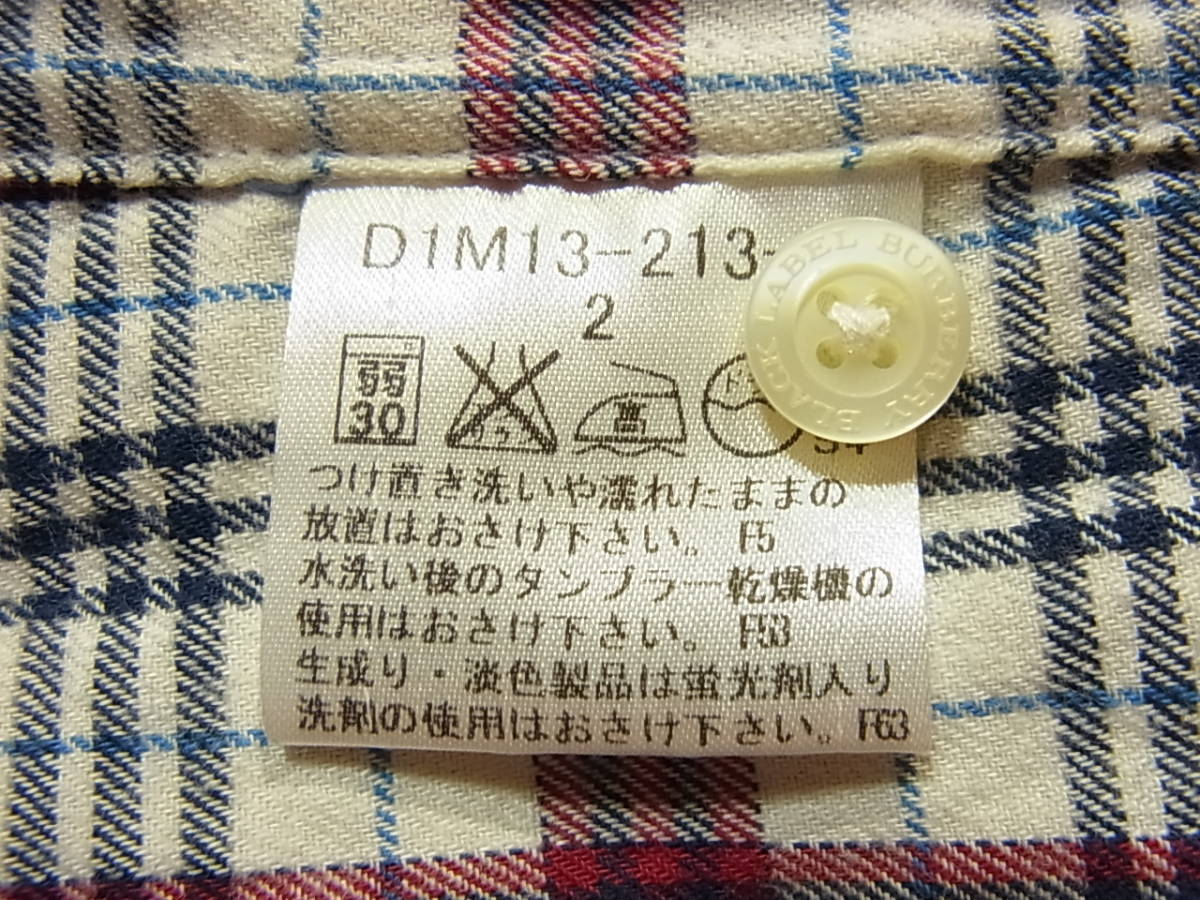 D1M13-213-
2
弱
30
高
つけ直き洗いや濡れたままの
放置はおさけ下さい。 F5
水洗い後のタンブラー乾燥機の
使用はおさけ下さい。 F53
生成り・淡色製品は蛍光剤入り
洗剤の使用はおさけ下さい。F63
BLACK LABEL BURBERRY